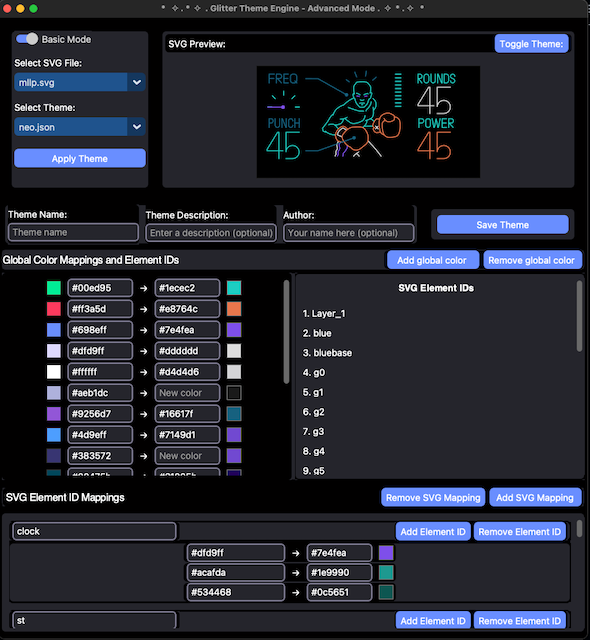 * ✧ . * ✧ . Glitter Theme Engine - Advanced Mode . ✧ * . ✧ *
Basic Mode
Select SVG File:
mllp.svg
Select Theme:
neo.json
Apply Theme
SVG Preview:
Toggle Theme:
FREQ
PUNCH
45
ROUNDS
45
POWER
45
Theme Name:
Theme name
Theme Description:
Enter a description (optional)
Author:
Your name here (optional)
Save Theme
Global Color Mappings and Element IDs
Add global color
Remove global color
#00ed95 → #1ecec2
#ff3a5d → #e8764c
#698eff → #7e4fea
#dfd9ff → #dddddd
#ffffff → #d4d4d6
#aeb1dc → New color
#9256d7 → #16617f
#4d9eff → #7149d1
#383572 → New color
SVG Element IDs
1. Layer_1
2. blue
3. bluebase
4. g0
5. g1
6. g2
7. g3
8. g4
9. g5
SVG Element ID Mappings
Remove SVG Mapping
Add SVG Mapping
clock
Add Element ID
Remove Element ID
#dfd9ff → #7e4fea
#acafda → #1e9990
#534468 → #0c5651
st
Add Element ID
Remove Element ID